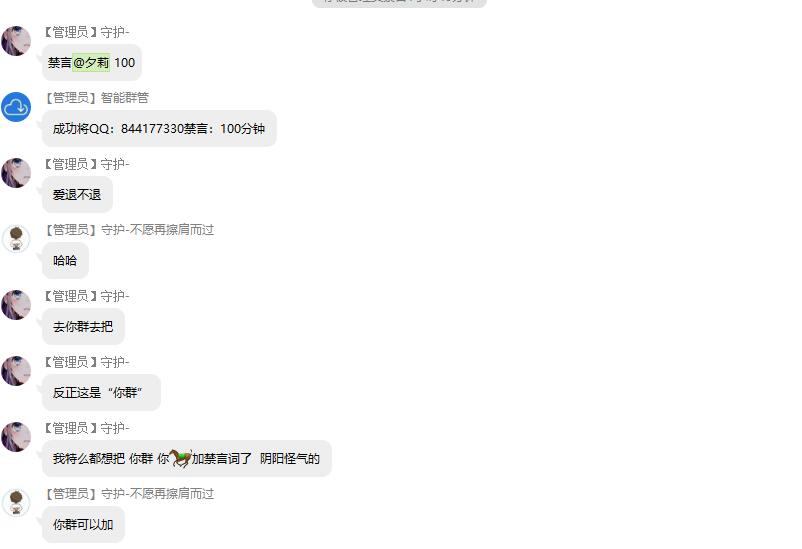 【管理员】守护-
禁言@夕莉 100
【管理员】智能群管
成功将QQ：844177330禁言：100分钟
【管理员】守护-
爱退不退
【管理员】守护-不愿再擦肩而过
哈哈
【管理员】守护-
去你群去把
【管理员】守护-
反正这是“你群”
【管理员】守护-
我特么都想把 你群 你加禁言词了 阴阳怪气的
【管理员】守护-不愿再擦肩而过
你群可以加